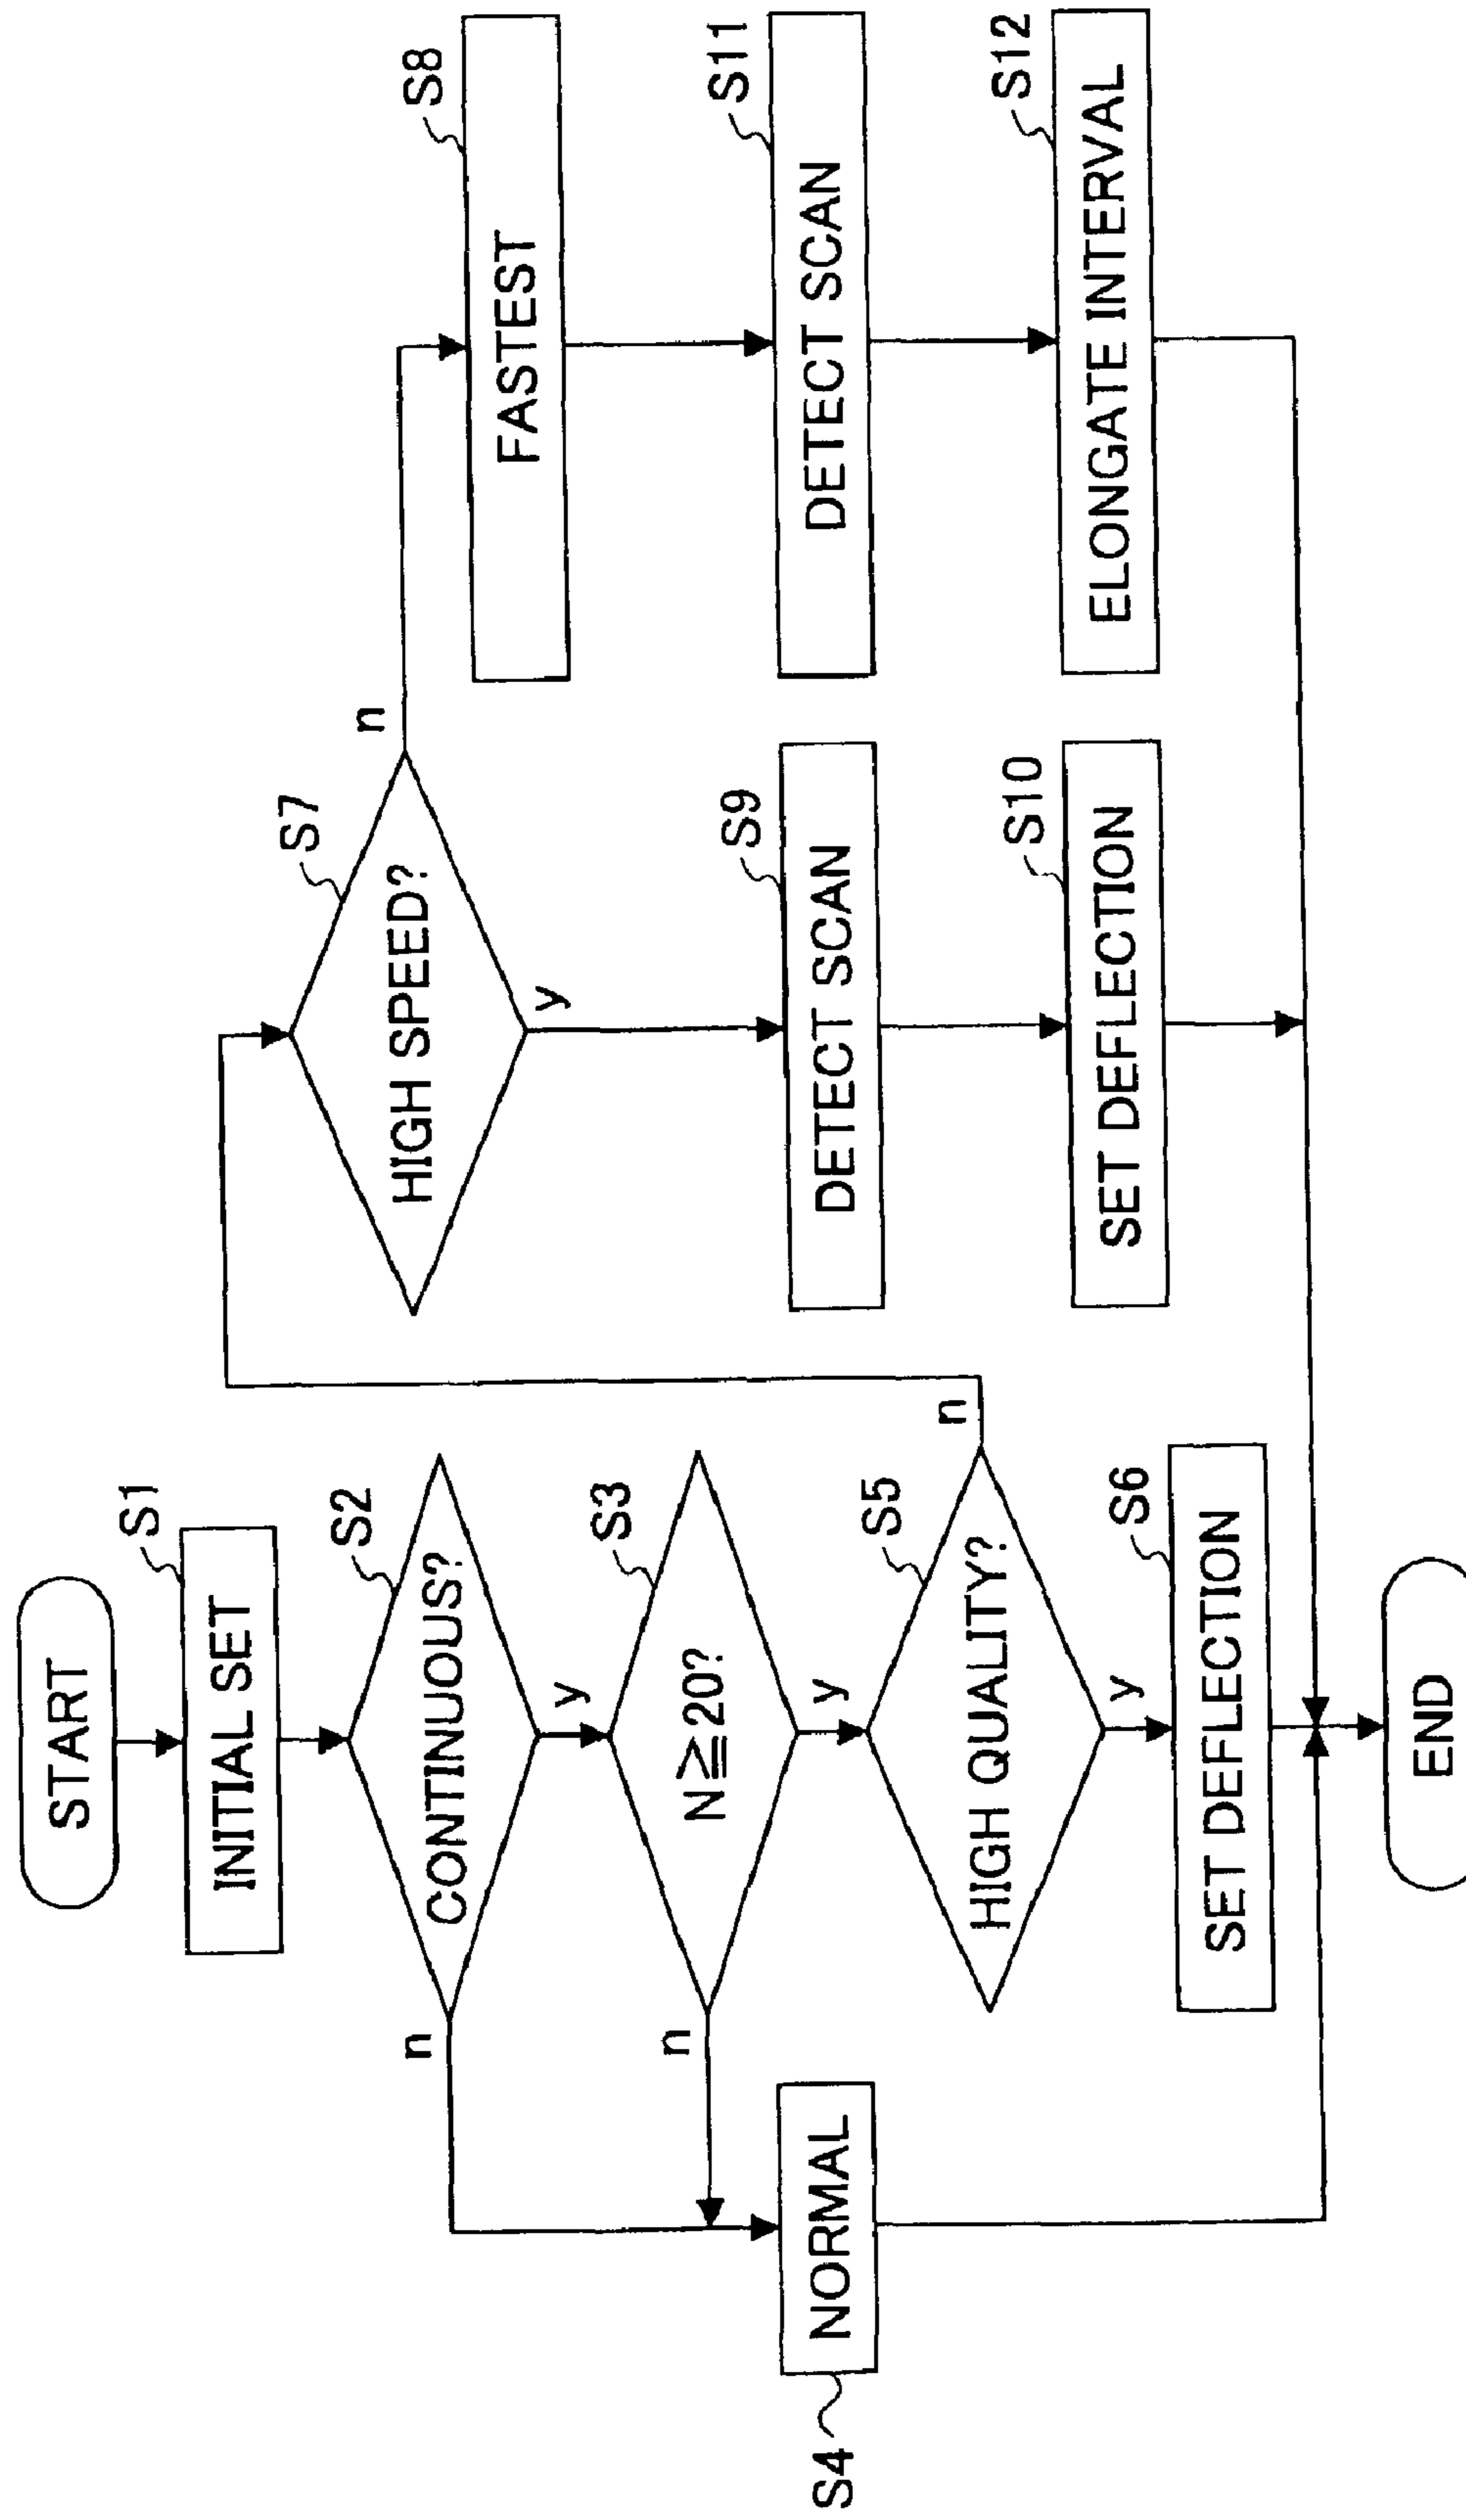 START
S1
INITIAL SET
S2
CONTINUOUS?
n
y
S3
N≧20?
n
y
S4
NORMAL
S5
HIGH QUALITY?
n
y
S6
SET DEFLECTION
END
S7
HIGH SPEED?
n
y
S9
DETECT SCAN
S10
SET DEFLECTION
S8
FASTEST
S11
DETECT SCAN
S12
ELONGATE INTERVAL